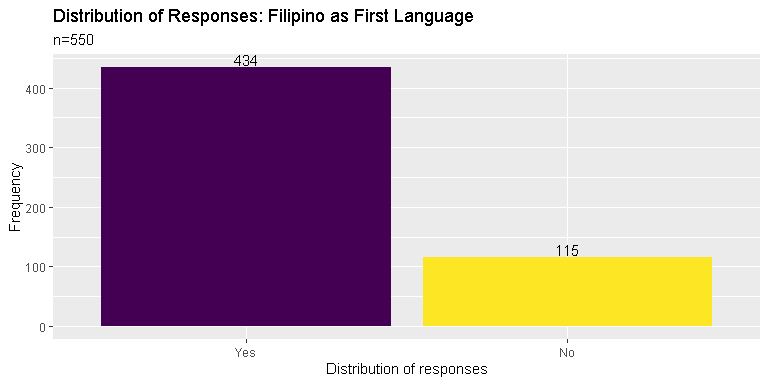 Distribution of Responses: Filipino as First Language
n=550
434
115
400
300
200
100
0
Frequency
Yes
No
Distribution of responses